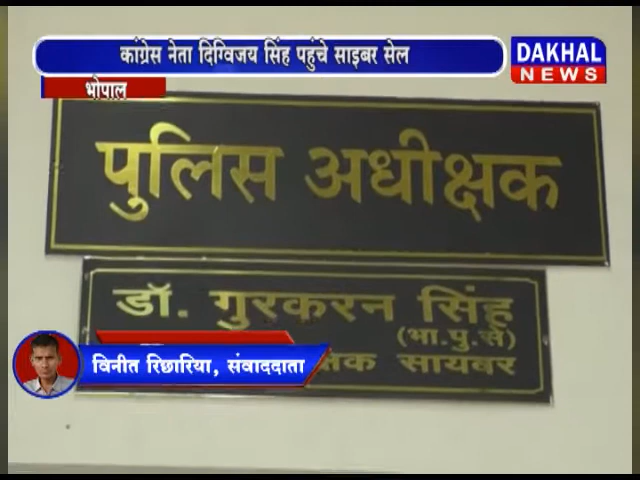 कांग्रेस नेता दिग्विजय सिंह पहुंचे साइबर सेल
DAKHAL
NEWS
भोपाल
पुलिस अधीक्षक
डॉ. गुरकरन सिंह
(भा.पु.से)
सायबर
विनीत रिछारिया, संवाददाता